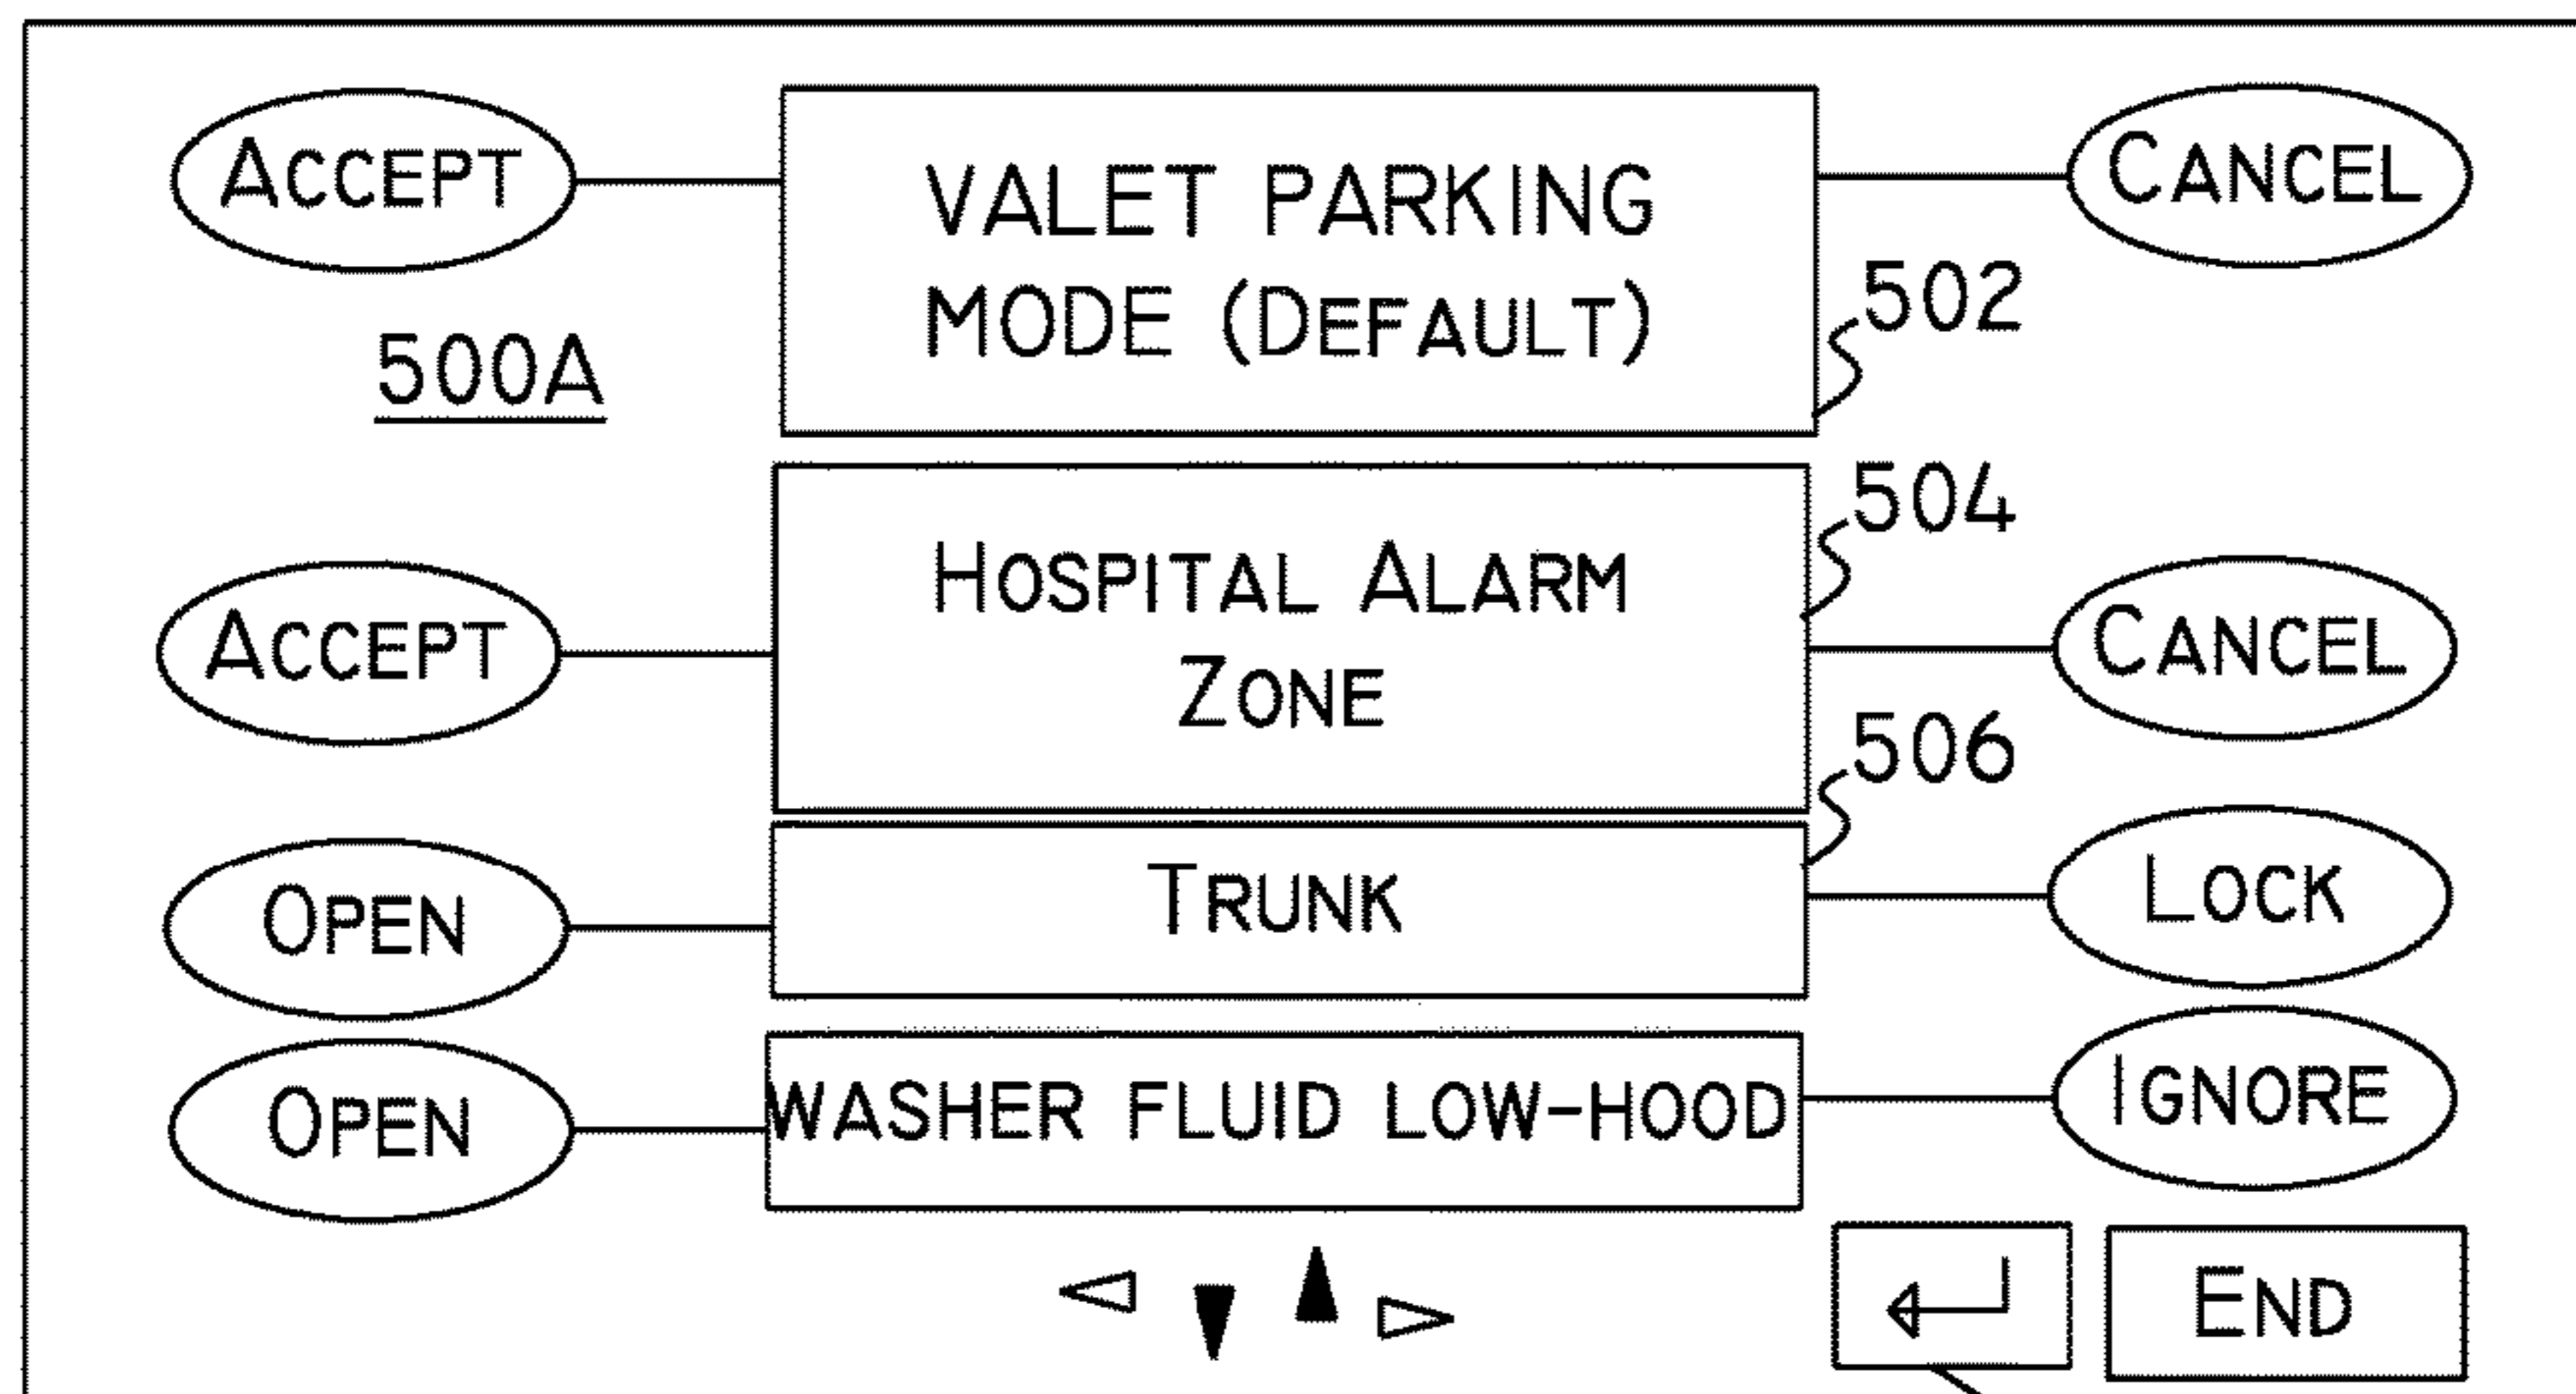 ACCEPT
VALET PARKING
MODE (DEFAULT)
CANCEL
500A
502
ACCEPT
HOSPITAL ALARM
ZONE
504
CANCEL
506
OPEN
TRUNK
LOCK
OPEN
WASHER FLUID LOW-HOOD
IGNORE
END